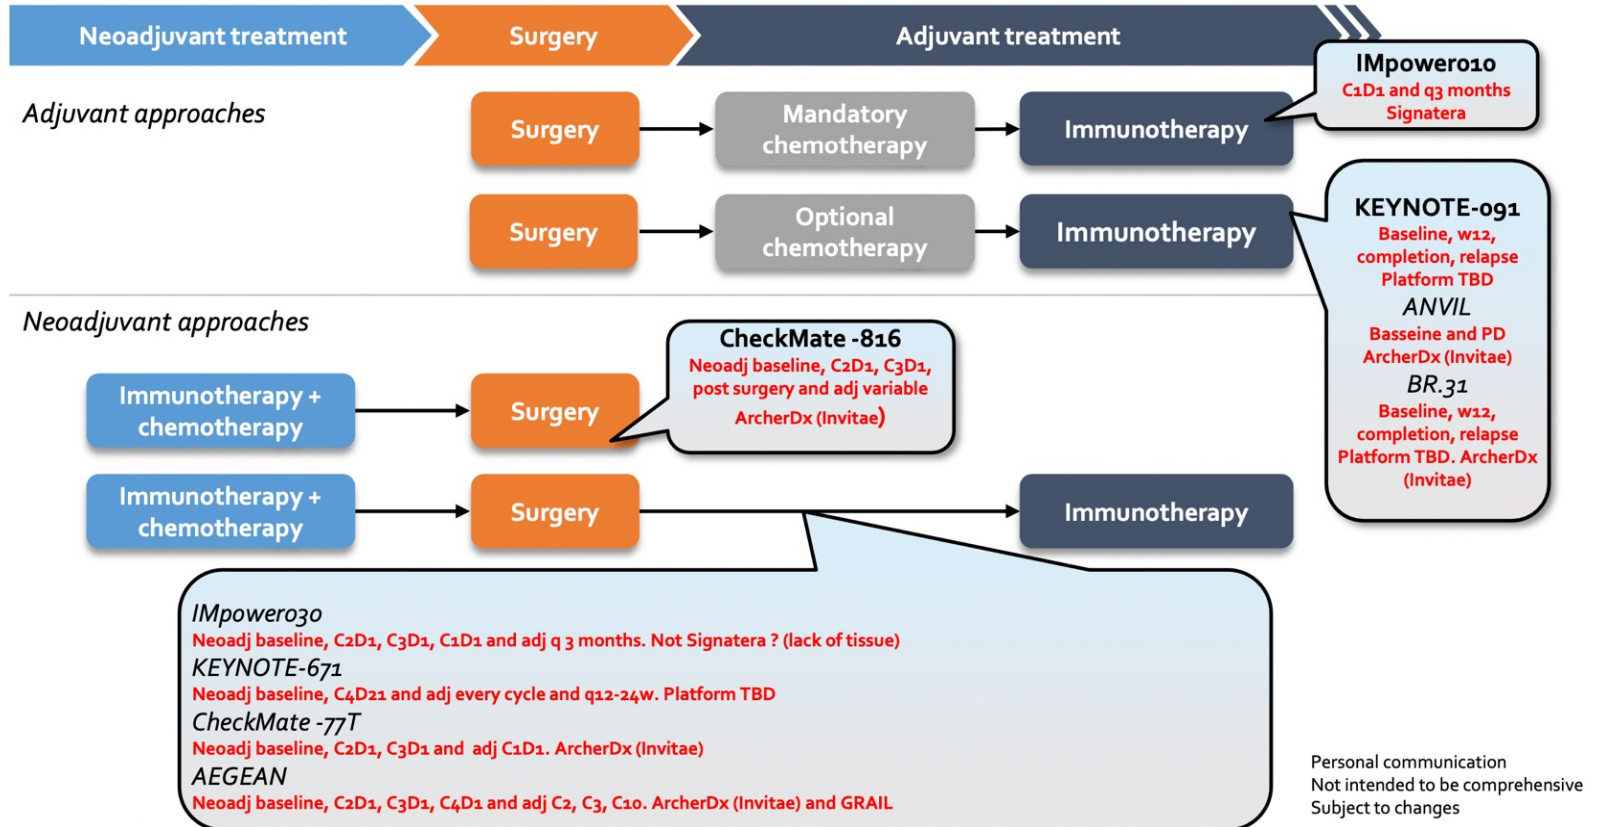 Neoadjuvant treatment
Surgery
Adjuvant treatment
Adjuvant approaches
Surgery
Mandatory
chemotherapy
Immunotherapy
IMpower010
C1D1 and q3 months
Signatera
Surgery
Optional
chemotherapy
Immunotherapy
KEYNOTE-091
Baseline, w12,
completion, relapse
Platform TBD
ANVIL
Basseine and PD
ArcherDx (Invitae)
BR.31
Baseline, w12,
completion, relapse
Platform TBD. ArcherDx
(Invitae)
Neoadjuvant approaches
Immunotherapy +
chemotherapy
Surgery
CheckMate -816
Neoadj baseline, C2D1, C3D1,
post surgery and adj variable
ArcherDx (Invitae)
Immunotherapy +
chemotherapy
Surgery
Immunotherapy
IMpower030
Neoadj baseline, C2D1, C3D1, C1D1 and adj q 3 months. Not Signatera ? (lack of tissue)
KEYNOTE-671
Neoadj baseline, C4D21 and adj every cycle and q12-24w. Platform TBD
CheckMate -77T
Neoadj baseline, C2D1, C3D1 and adj C1D1. ArcherDx (Invitae)
AEGEAN
Neoadj baseline, C2D1, C3D1, C4D1 and adj C2, C3, C10. ArcherDx (Invitae) and GRAIL
Personal communication
Not intended to be comprehensive
Subject to changes